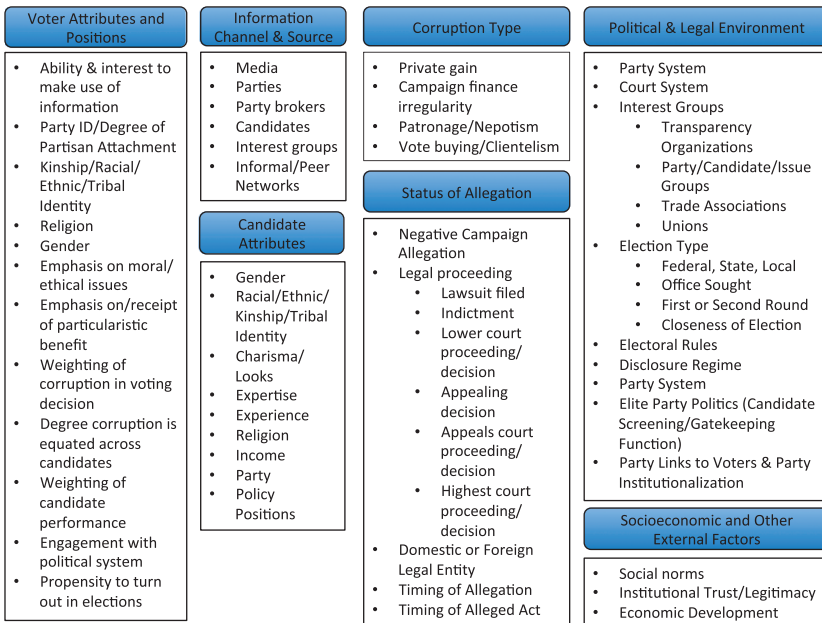 Voter Attributes and
Positions
• Ability & interest to
make use of
information
• Party ID/Degree of
Partisan Attachment
• Kinship/Racial/
Ethnic/Tribal
Identity
• Religion
• Gender
• Emphasis on moral/
ethical issues
• Emphasis on/receipt
of particularistic
benefit
• Weighting of
corruption in voting
decision
• Degree corruption is
equated across
candidates
• Weighting of
candidate
performance
• Engagement with
political system
• Propensity to turn
out in elections
Information
Channel & Source
• Media
• Parties
• Party brokers
• Candidates
• Interest groups
• Informal/Peer
Networks
Candidate
Attributes
• Gender
• Racial/Ethnic/
Kinship/Tribal
Identity
• Charisma/
Looks
• Expertise
• Experience
• Religion
• Income
• Party
• Policy
Positions
Corruption Type
• Private gain
• Campaign finance
irregularity
• Patronage/Nepotism
• Vote buying/Clientelism
Status of Allegation
• Negative Campaign
Allegation
• Legal proceeding
• Lawsuit filed
• Indictment
• Lower court
proceeding/
decision
• Appealing
decision
• Appeals court
proceeding/
decision
• Highest court
proceeding/
decision
• Domestic or Foreign
Legal Entity
• Timing of Allegation
• Timing of Alleged Act
Political & Legal Environment
• Party System
• Court System
• Interest Groups
• Transparency
Organizations
• Party/Candidate/Issue
Groups
• Trade Associations
• Unions
• Election Type
• Federal, State, Local
• Office Sought
• First or Second Round
• Closeness of Election
• Electoral Rules
• Disclosure Regime
• Party System
• Elite Party Politics (Candidate
Screening/Gatekeeping
Function)
• Party Links to Voters & Party
Institutionalization
Socioeconomic and Other
External Factors
• Social norms
• Institutional Trust/Legitimacy
• Economic Development